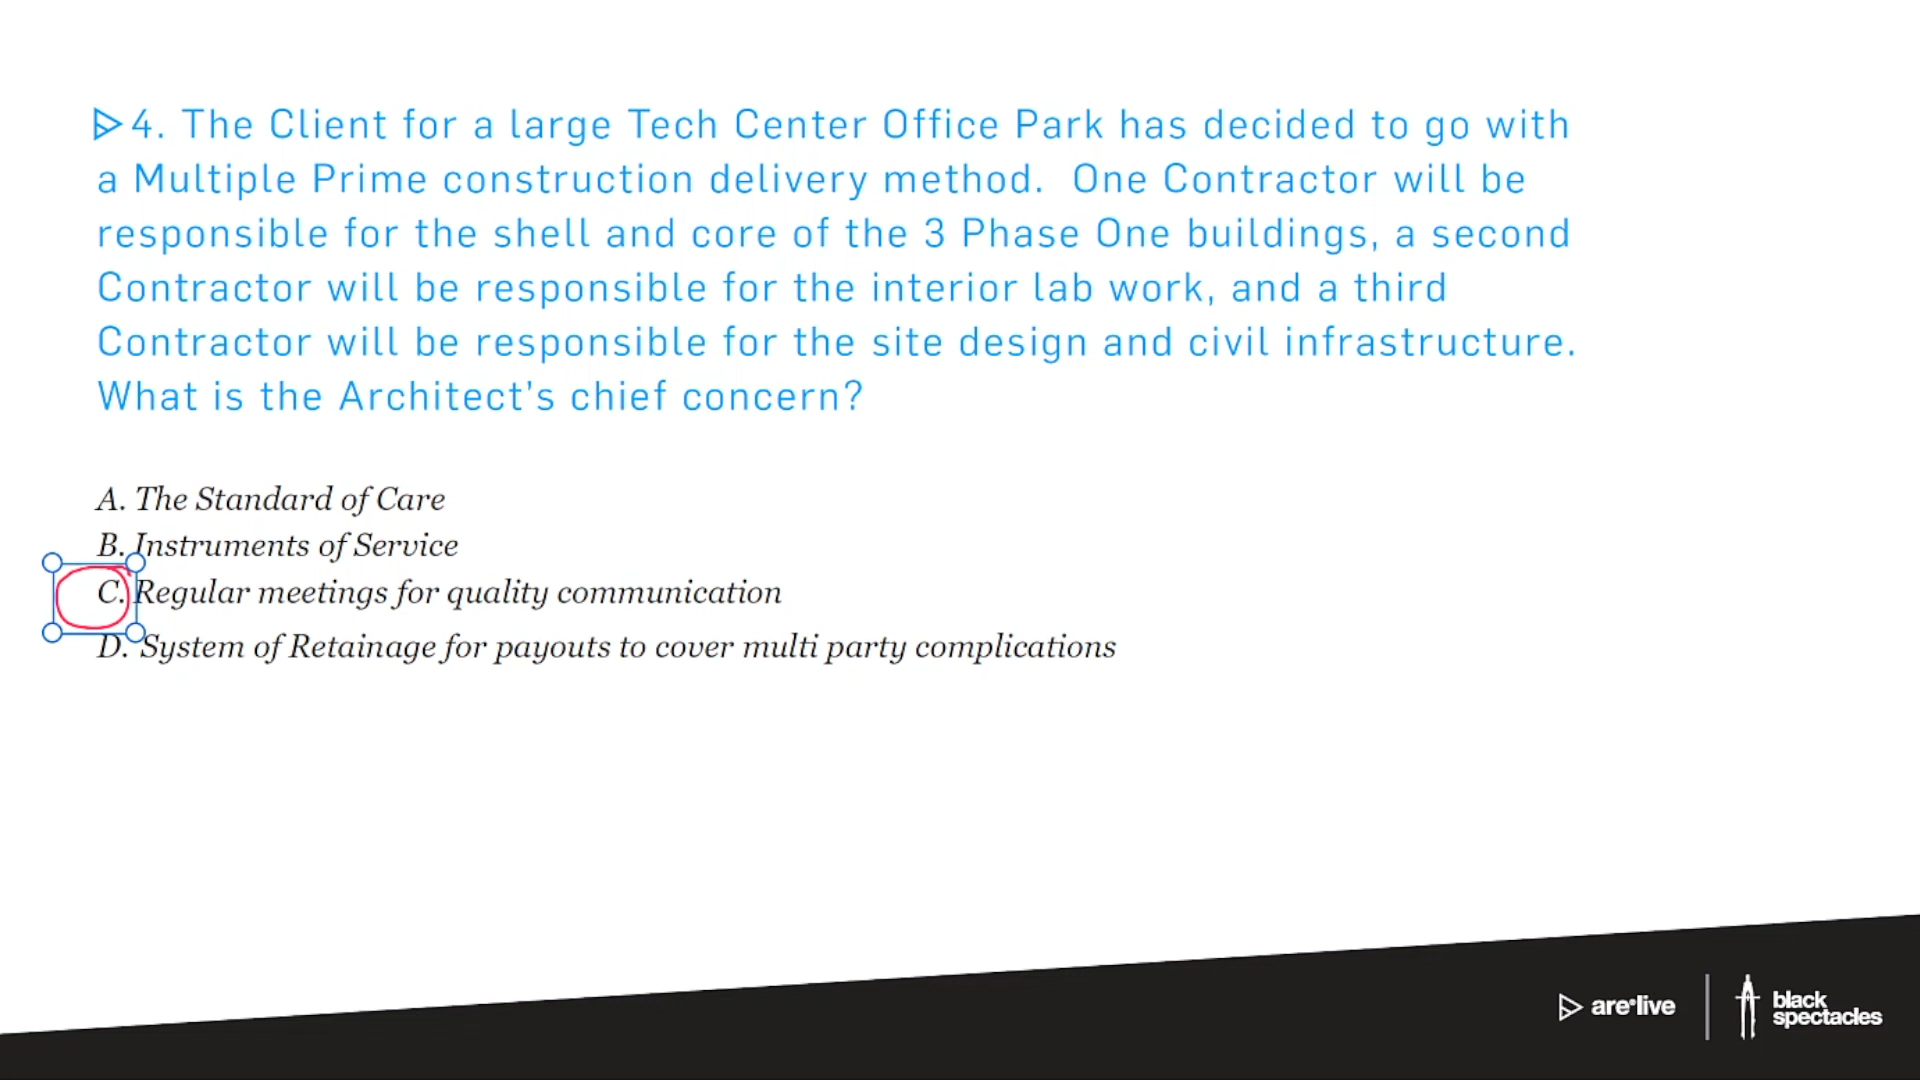 4. The Client for a large Tech Center Office Park has decided to go with
a Multiple Prime construction delivery method. One Contractor will be
responsible for the shell and core of the 3 Phase One buildings, a second
Contractor will be responsible for the interior lab work, and a third
Contractor will be responsible for the site design and civil infrastructure.
What is the Architect's chief concern?
A. The Standard of Care
B. Instruments of Service
C. Regular meetings for quality communication
D. System of Retainage for payouts to cover multi party complications
are•live
black
spectacles